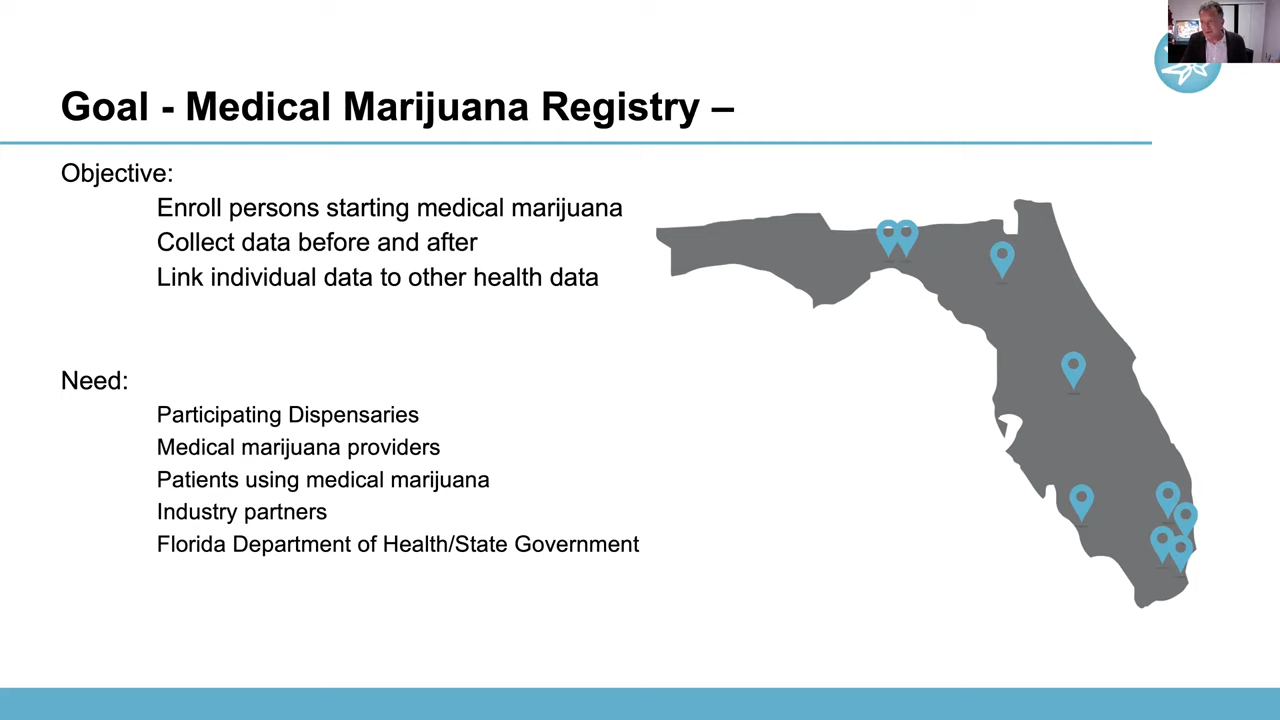 Goal - Medical Marijuana Registry –
Objective:
Enroll persons starting medical marijuana
Collect data before and after
Link individual data to other health data
Need:
Participating Dispensaries
Medical marijuana providers
Patients using medical marijuana
Industry partners
Florida Department of Health/State Government